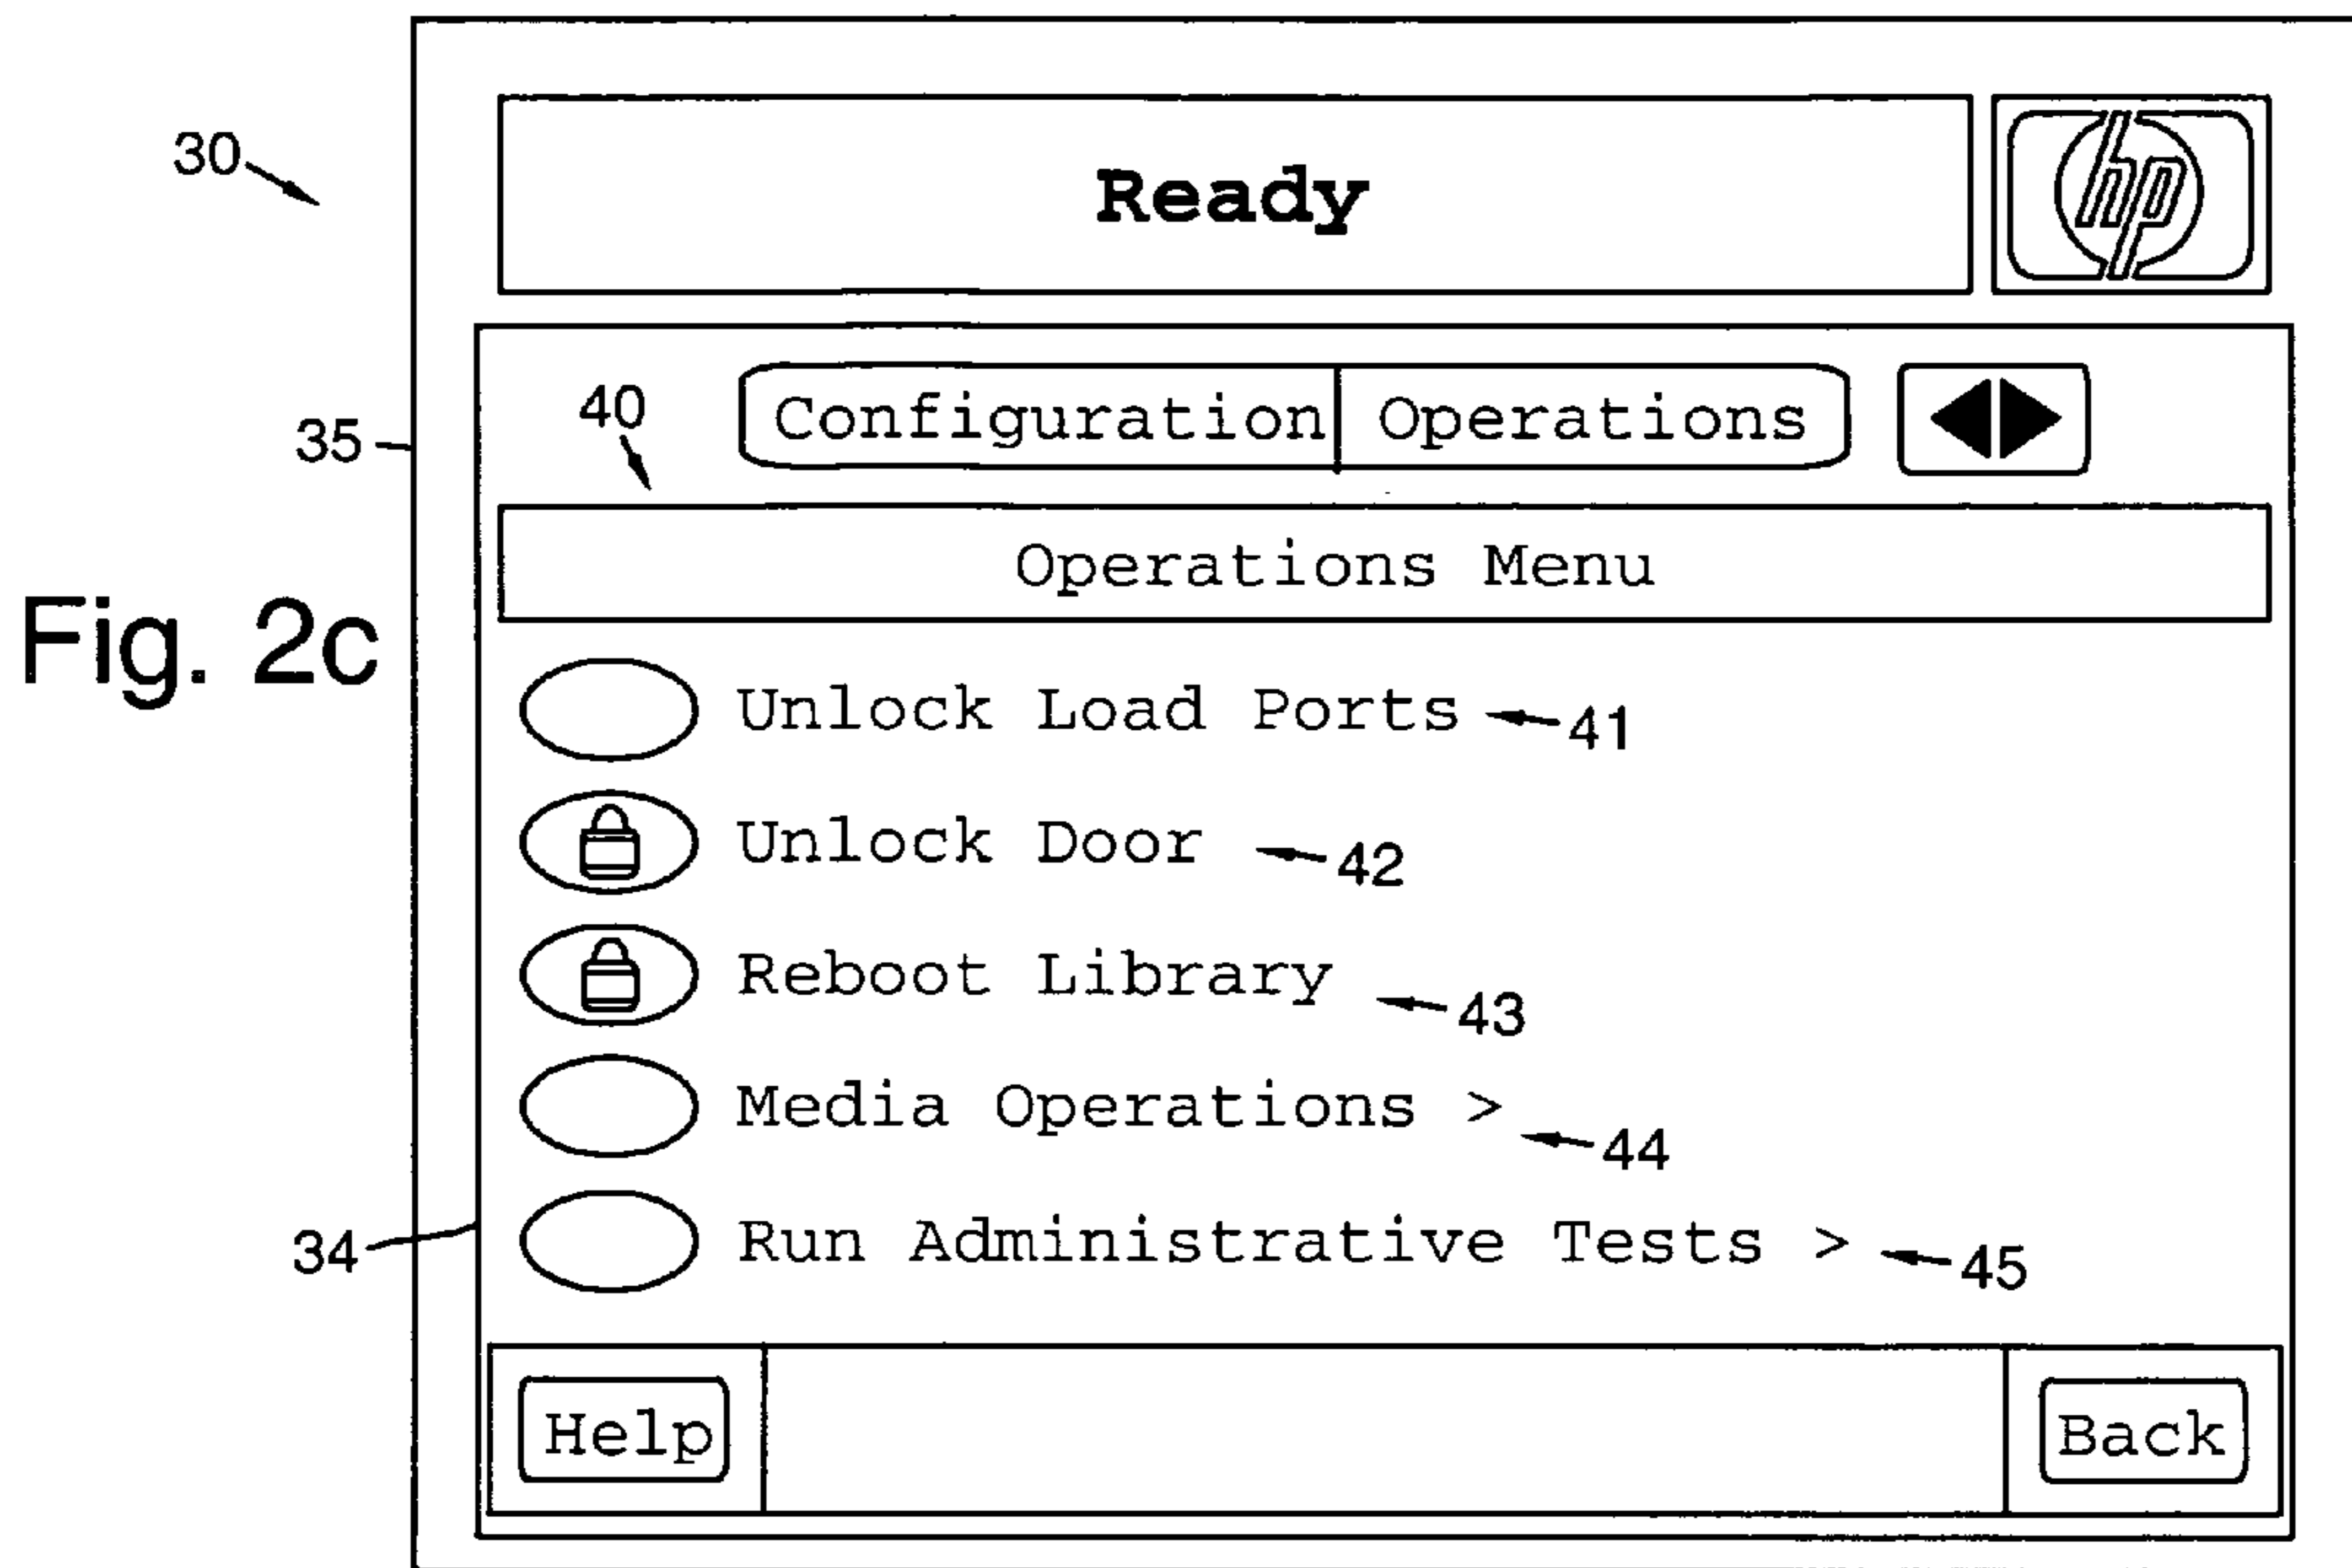 30
Ready
hp
35
40
Configuration Operations
Operations Menu
Fig. 2c
Unlock Load Ports 41
Unlock Door 42
Reboot Library 43
Media Operations > 44
34
Run Administrative Tests > 45
Help Back